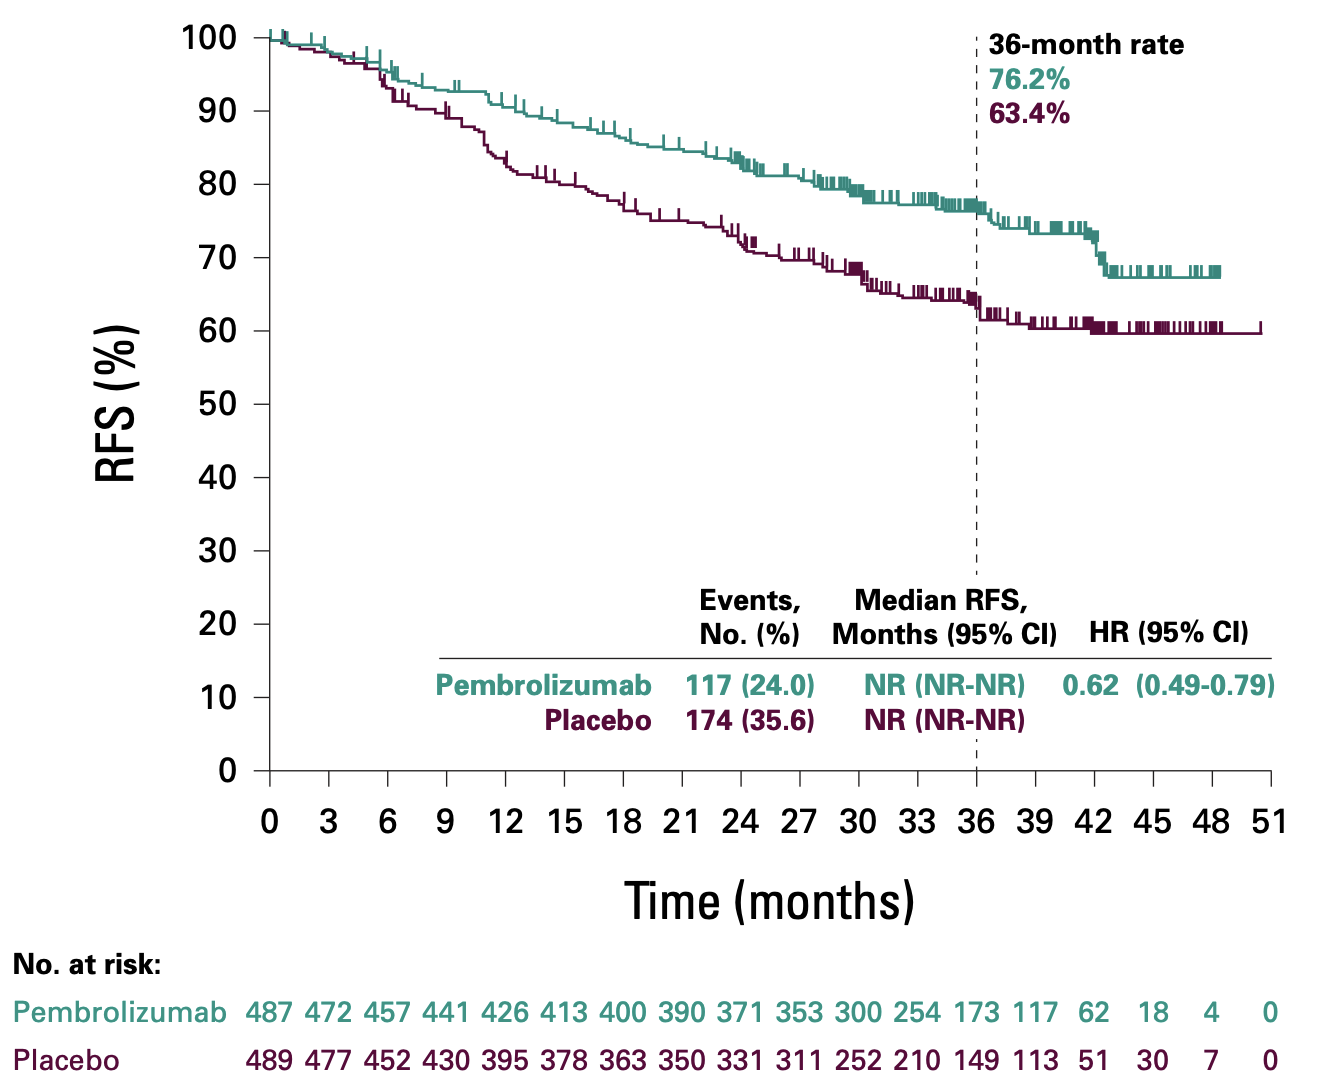 100
90
80
70
60
50
40
30
20
10
0
RFS (%)
36-month rate
76.2%
63.4%
Events, Median RFS,
No. (%) Months (95% CI) HR (95% CI)
Pembrolizumab 117 (24.0) NR (NR-NR) 0.62 (0.49-0.79)
Placebo 174 (35.6) NR (NR-NR)
0 3 6 9 12 15 18 21 24 27 30 33 36 39 42 45 48 51
Time (months)
No. at risk:
Pembrolizumab 487 472 457 441 426 413 400 390 371 353 300 254 173 117 62 18 4 0
Placebo 489 477 452 430 395 378 363 350 331 311 252 210 149 113 51 30 7 0